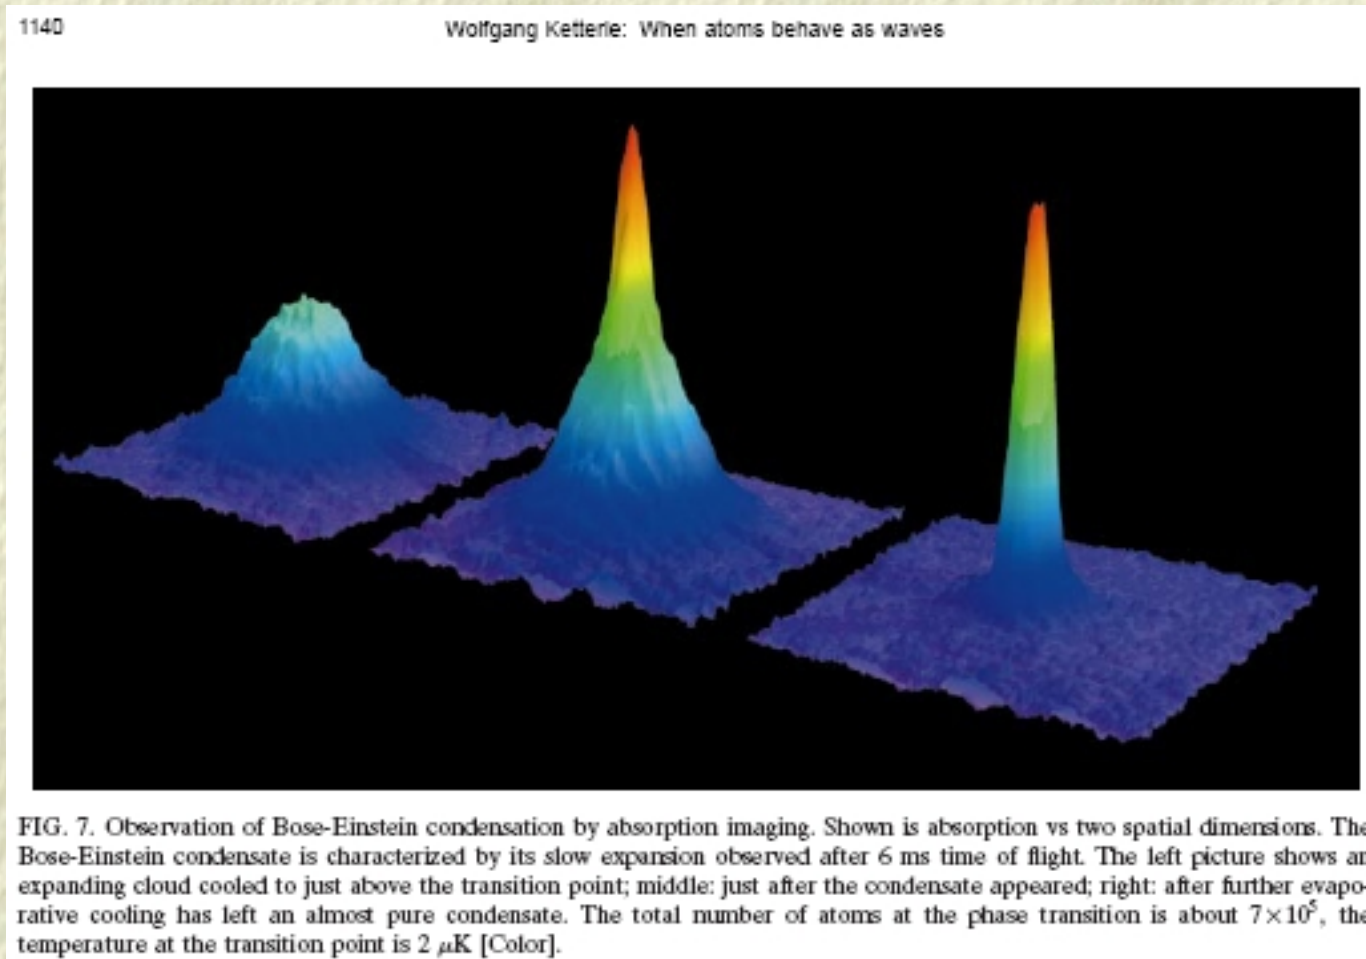 1140
Wolfgang Ketterle: When atoms behave as waves
FIG. 7. Observation of Bose-Einstein condensation by absorption imaging. Shown is absorption vs two spatial dimensions. The
Bose-Einstein condensate is characterized by its slow expansion observed after 6 ms time of flight. The left picture shows an
expanding cloud cooled to just above the transition point; middle: just after the condensate appeared; right: after further evapo-
rative cooling has left an almost pure condensate. The total number of atoms at the phase transition is about 7×10⁵, the
temperature at the transition point is 2 μK [Color].